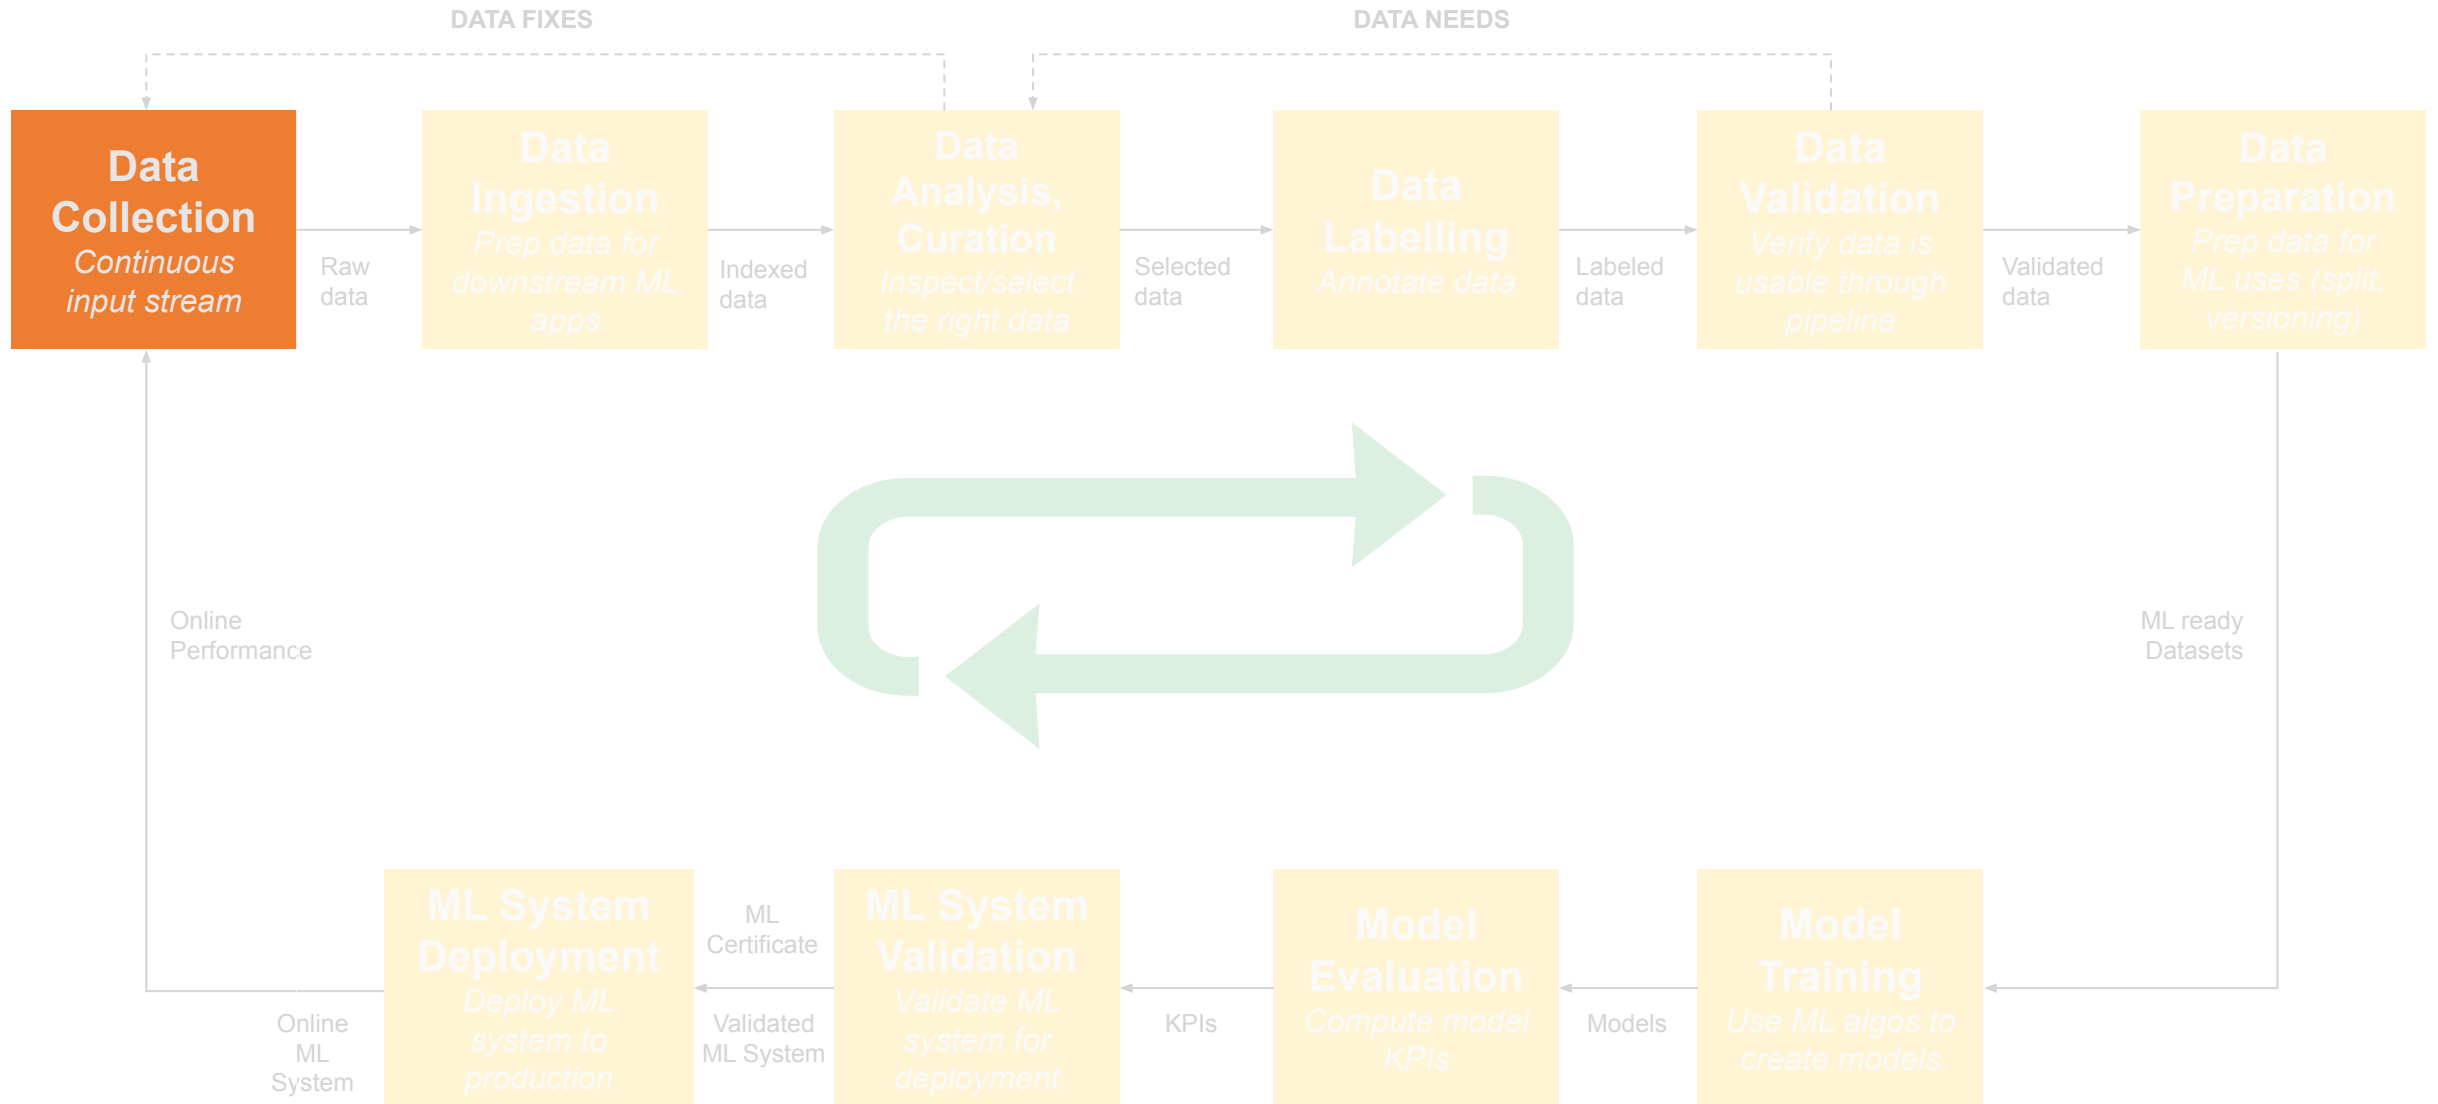 DATA FIXES
DATA NEEDS
Data
Collection
Continuous
input stream
Raw
data
Data
Ingestion
Prep data for
downstream ML
apps
Indexed
data
Data
Analysis,
Curation
Inspect/select
the right data
Selected
data
Data
Labelling
Annotate data
Labeled
data
Data
Validation
Verify data is
usable through
pipeline
Validated
data
Data
Preparation
Prep data for
ML uses (split,
versioning)
Online
Performance
ML ready
Datasets
ML System
Deployment
Deploy ML
system to
production
Online
ML
System
ML
Certificate
Validated
ML System
ML System
Validation
Validate ML
system for
deployment
KPIs
Model
Evaluation
Compute model
KPIs
Models
Model
Training
Use ML algos to
create models